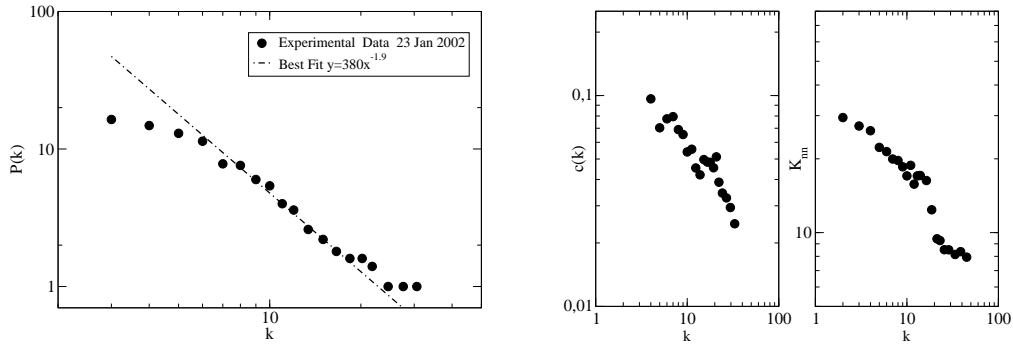 100
10
1
P(k)
10
k
Experimental Data 23 Jan 2002
Best Fit y=380x^-1.9
0,1
0,01
c(k)
1 10 100
k
10
K_nn
1 10 100
k